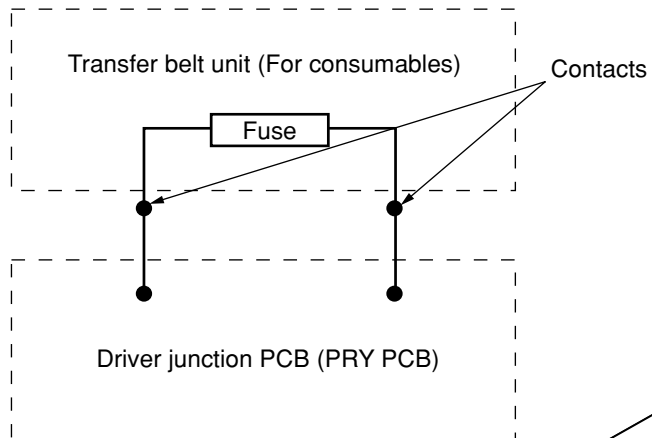 Transfer belt unit (For consumables)
Contacts
Fuse
Driver junction PCB (PRY PCB)